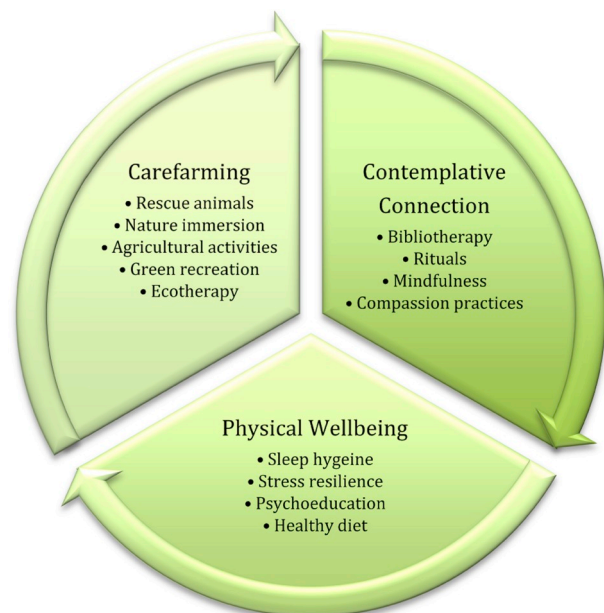 Carefarming
• Rescue animals
• Nature immersion
• Agricultural activities
• Green recreation
• Ecotherapy
Contemplative
Connection
• Bibliotherapy
• Rituals
• Mindfulness
• Compassion practices
Physical Wellbeing
• Sleep hygeine
• Stress resilience
• Psychoeducation
• Healthy diet